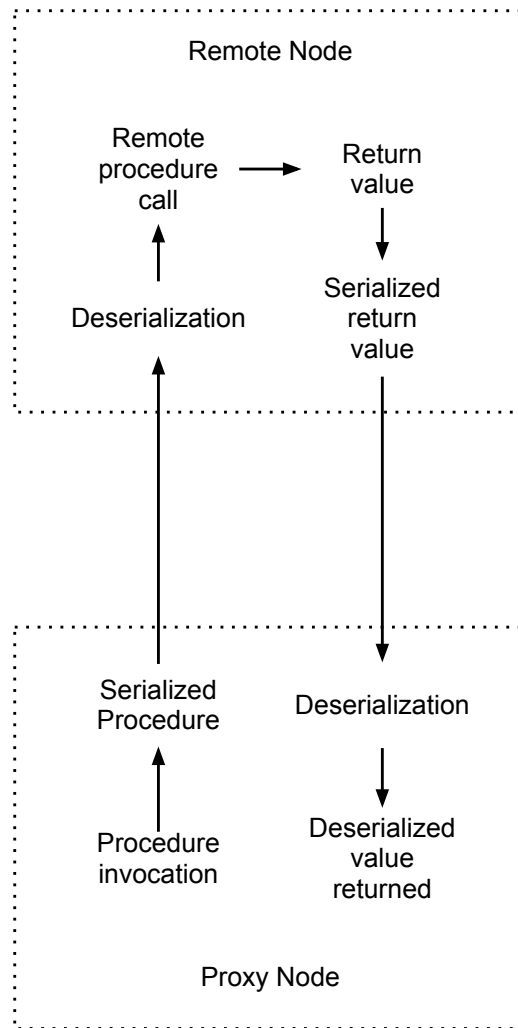 Remote Node
Remote
procedure
call
Return
value
Deserialization
Serialized
return
value
Serialized
Procedure
Deserialization
Procedure
invocation
Deserialized
value
returned
Proxy Node